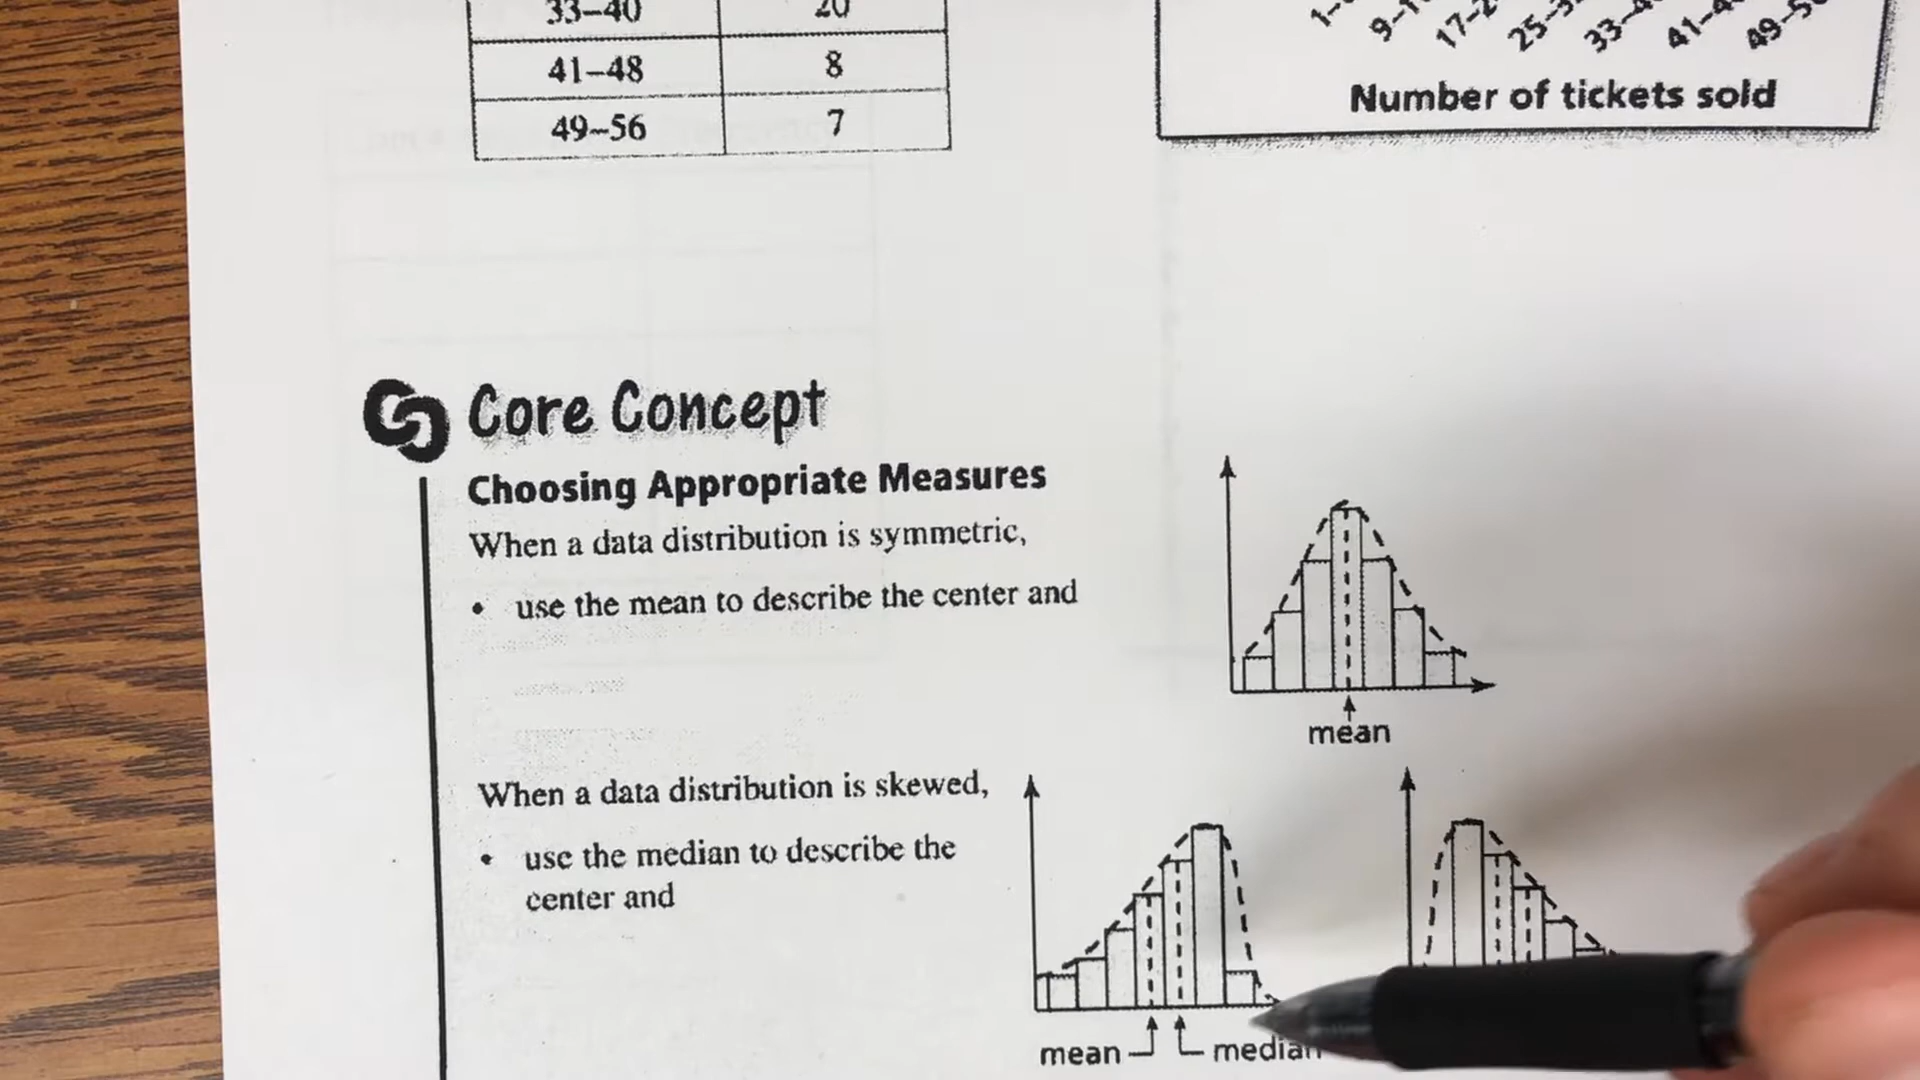 33–40 20
41–48 8
49–56 7
Number of tickets sold
Core Concept
Choosing Appropriate Measures
When a data distribution is symmetric,
• use the mean to describe the center and
mean
When a data distribution is skewed,
• use the median to describe the
center and
mean median